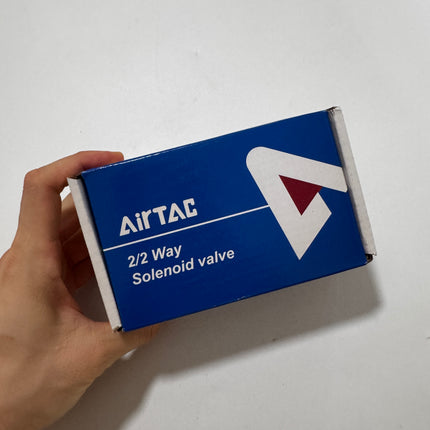 AirTAC
2/2 Way
Solenoid valve